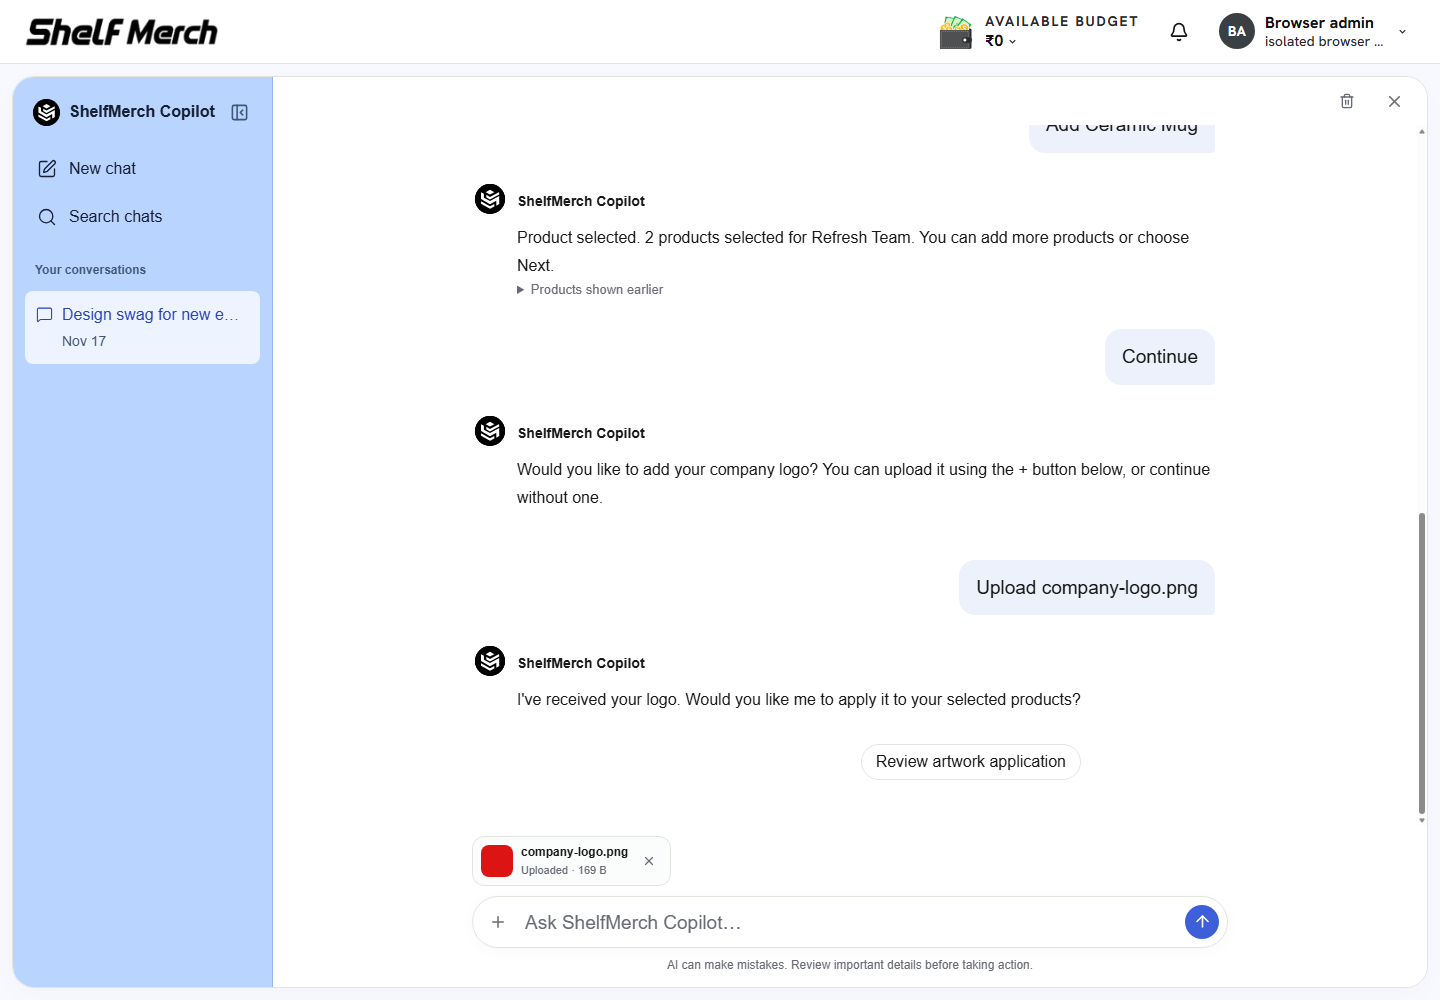 Shelf Merch
AVAILABLE BUDGET
₹0
BA
Browser admin
isolated browser ...
ShelfMerch Copilot
New chat
Search chats
Your conversations
Design swag for new e...
Nov 17
Add Ceramic Mug
ShelfMerch Copilot
Product selected. 2 products selected for Refresh Team. You can add more products or choose
Next.
Products shown earlier
Continue
ShelfMerch Copilot
Would you like to add your company logo? You can upload it using the + button below, or continue
without one.
Upload company-logo.png
ShelfMerch Copilot
I've received your logo. Would you like me to apply it to your selected products?
Review artwork application
company-logo.png
Uploaded · 169 B
Ask ShelfMerch Copilot...
AI can make mistakes. Review important details before taking action.